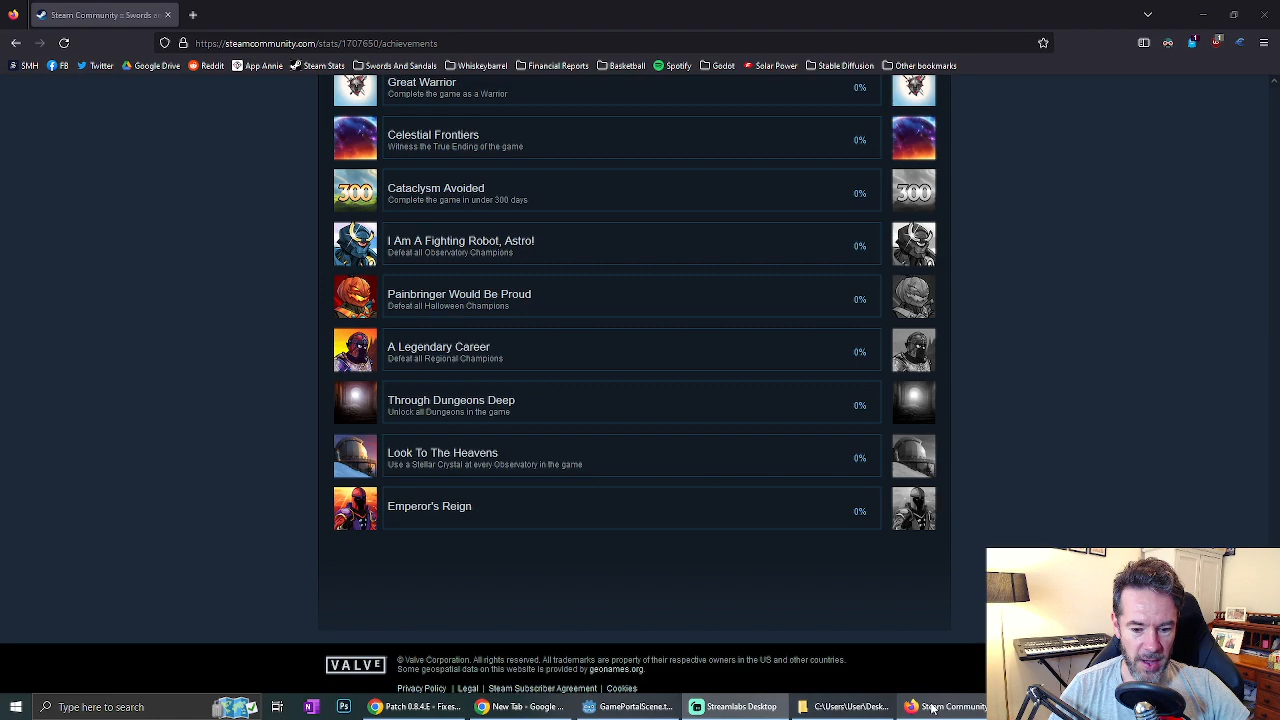 Steam Community :: Swords an
https://steamcommunity.com/stats/1707650/achievements
SMH FB Twitter Google Drive Reddit App Annie Steam Stats Swords And Sandals Whiskeybarrel Financial Reports Basketball Spotify Godot Solar Power Stable Diffusion Other bookmarks
Great Warrior
Complete the game as a Warrior
0%
Celestial Frontiers
Witness the True Ending of the game
0%
300
Cataclysm Avoided
Complete the game in under 300 days
0%
300
I Am A Fighting Robot, Astro!
Defeat all Observatory Champions
0%
Painbringer Would Be Proud
Defeat all Halloween Champions
0%
A Legendary Career
Defeat all Regional Champions
0%
Through Dungeons Deep
Unlock all Dungeons in the game
0%
Look To The Heavens
Use a Stellar Crystal at every Observatory in the game
0%
Emperor's Reign
0%
VALVE
© Valve Corporation. All rights reserved. All trademarks are property of their respective owners in the US and other countries.
Some geospatial data on this website is provided by geonames.org.
Privacy Policy | Legal | Steam Subscriber Agreement | Cookies
Type here to search
Patch build.4.5.E - Fixes... New Tab - Google ... GamePortalSecret.gd... Streamlabs Desktop C:\Users\User\Desk... Steam Community